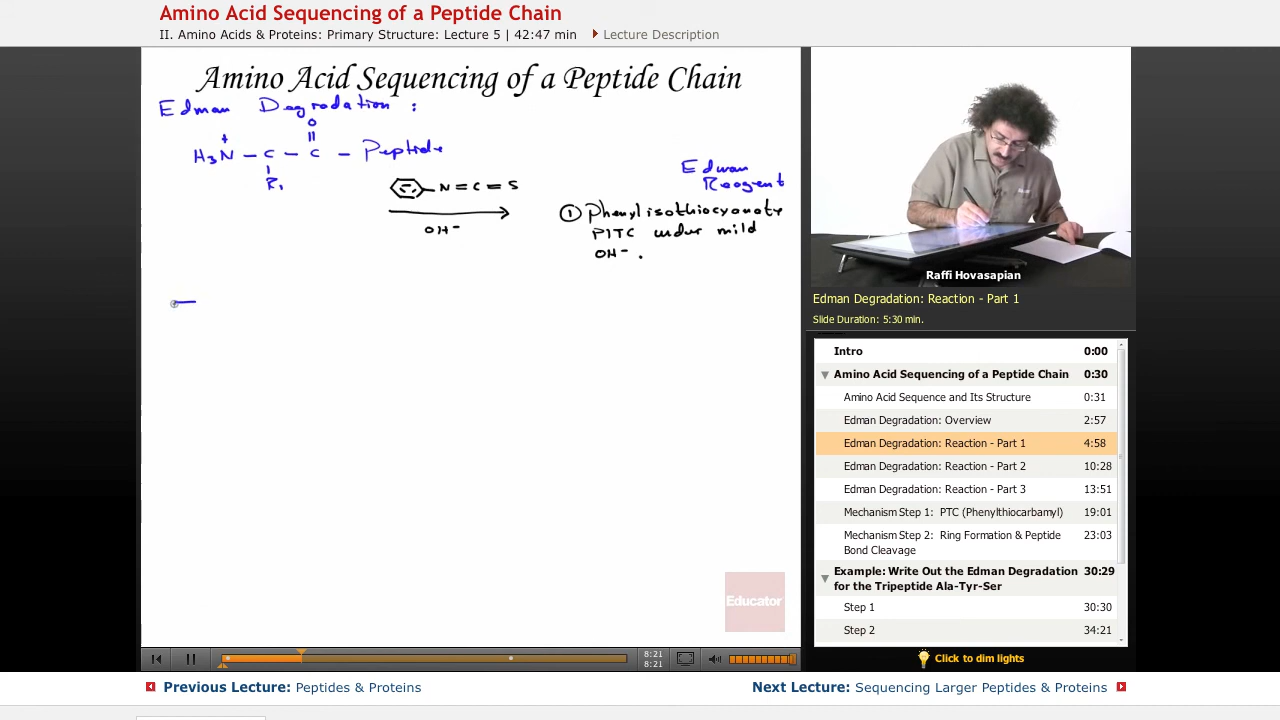 Amino Acid Sequencing of a Peptide Chain
II. Amino Acids & Proteins: Primary Structure: Lecture 5 | 42:47 min
Lecture Description
Amino Acid Sequencing of a Peptide Chain
Edman Degradation :
O
+
H3N - C - C - Peptide
R1
N = C = S
OH-
Edman
Reagent
① Phenylisothiocyanate
PITC under mild
OH- .
Educator
Raffi Hovasapian
Edman Degradation: Reaction - Part 1
Slide Duration: 5:30 min.
Intro 0:00
Amino Acid Sequencing of a Peptide Chain 0:30
Amino Acid Sequence and Its Structure 0:31
Edman Degradation: Overview 2:57
Edman Degradation: Reaction - Part 1 4:58
Edman Degradation: Reaction - Part 2 10:28
Edman Degradation: Reaction - Part 3 13:51
Mechanism Step 1: PTC (Phenylthiocarbamyl) 19:01
Mechanism Step 2: Ring Formation & Peptide 23:03
Bond Cleavage
Example: Write Out the Edman Degradation 30:29
for the Tripeptide Ala-Tyr-Ser
Step 1 30:30
Step 2 34:21
8:21
8:21
Click to dim lights
Previous Lecture: Peptides & Proteins
Next Lecture: Sequencing Larger Peptides & Proteins